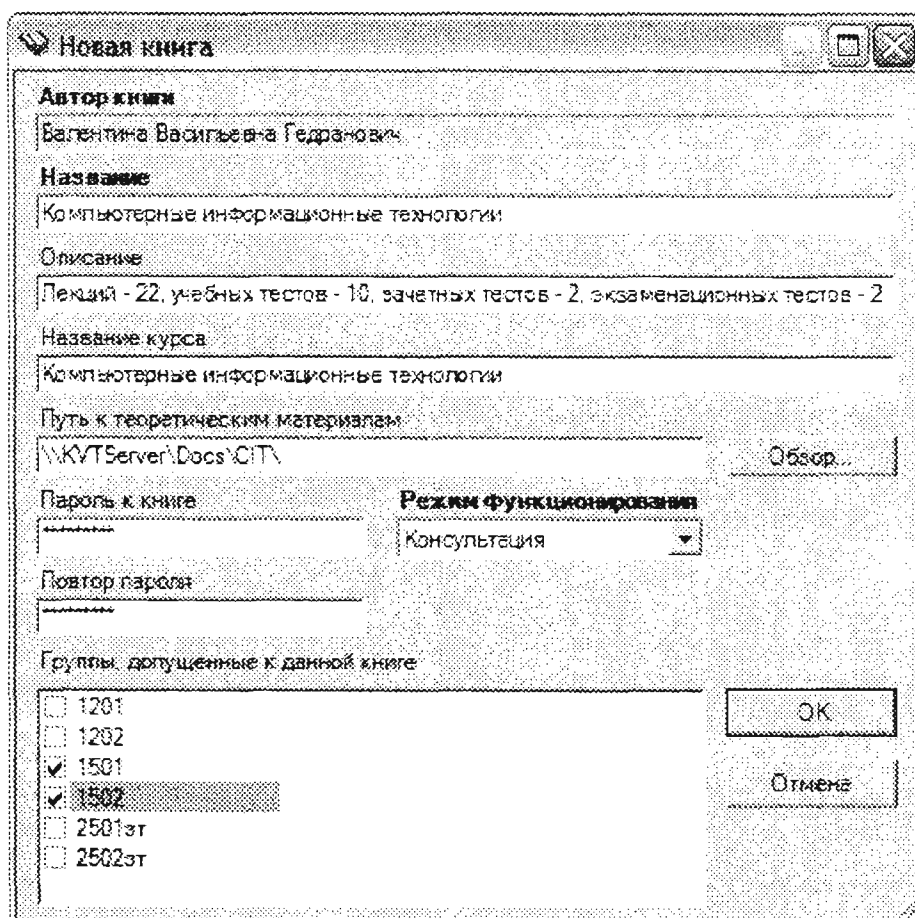 Новая книга
Автор книги
Валентина Васильевна Гедранович
Название
Компьютерные информационные технологии
Описание
Лекций - 22, учебных тестов - 10, зачетных тестов - 2, экзаменационных тестов - 2
Название курса
Компьютерные информационные технологии
Путь к теоретическим материалам
\\KVTServer\Docs\CIT\ Обзор...
Пароль к книге Режим функционирования
********* Консультация
Повтор пароля
*********
Группы, допущенные к данной книге
1201 OK
1202
1501 Отмена
1502
2501зт
2502зт